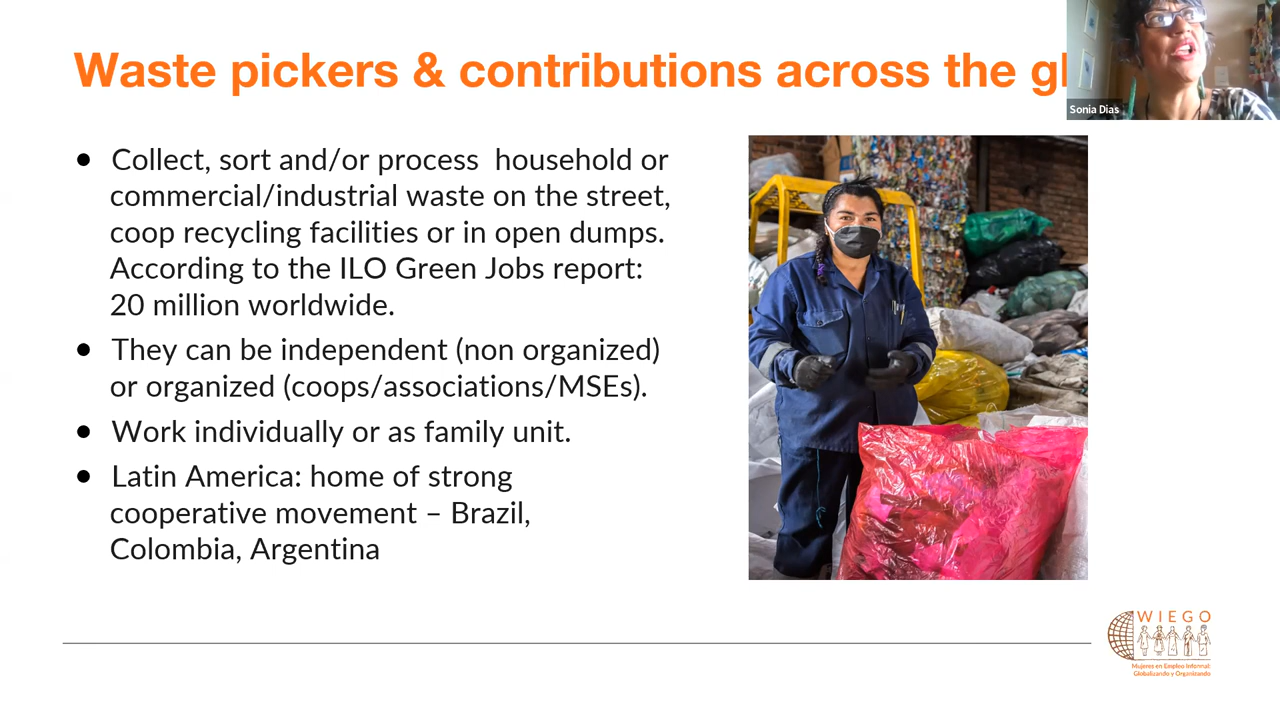 Waste pickers & contributions across the
Sonia Dias
● Collect, sort and/or process household or
commercial/industrial waste on the street,
coop recycling facilities or in open dumps.
According to the ILO Green Jobs report:
20 million worldwide.
● They can be independent (non organized)
or organized (coops/associations/MSEs).
● Work individually or as family unit.
● Latin America: home of strong
cooperative movement – Brazil,
Colombia, Argentina
WIEGO
Mujeres en Empleo Informal:
Globalizando y Organizando